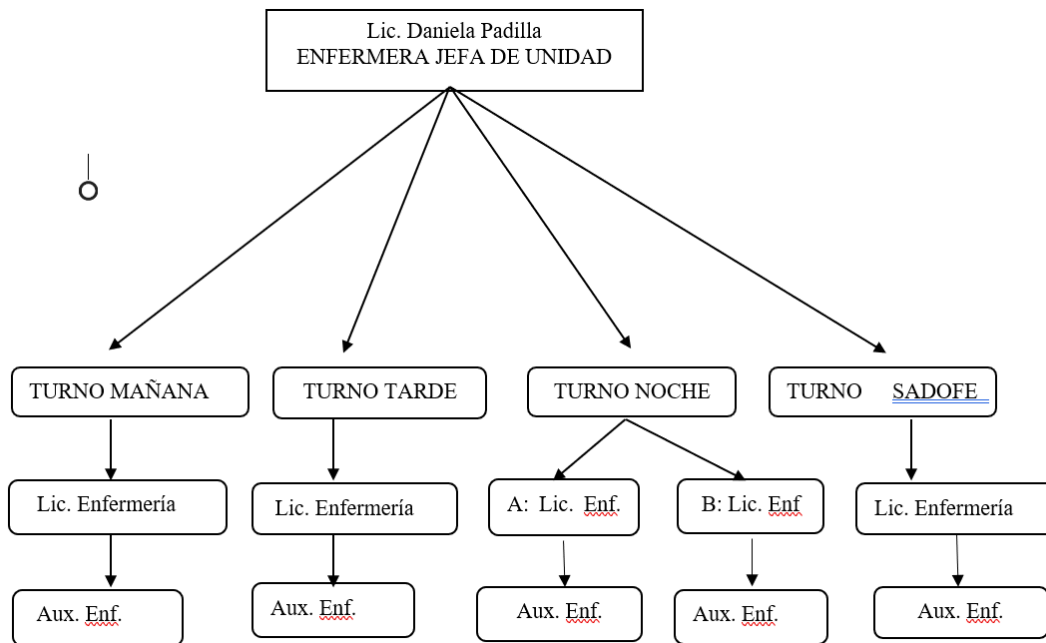 Lic. Daniela Padilla
ENFERMERA JEFA DE UNIDAD
TURNO MAÑANA
TURNO TARDE
TURNO NOCHE
TURNO SADOFE
Lic. Enfermería
Lic. Enfermería
A: Lic. Enf.
B: Lic. Enf
Lic. Enfermería
Aux. Enf.
Aux. Enf.
Aux. Enf.
Aux. Enf.
Aux. Enf.